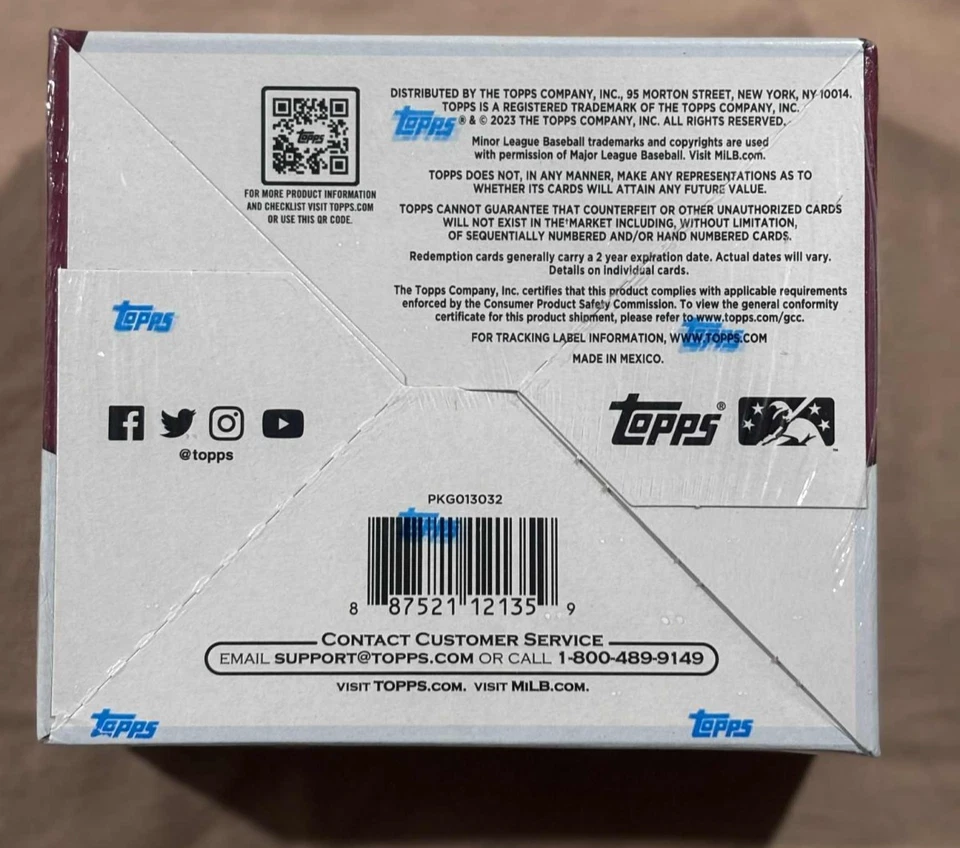 DISTRIBUTED BY THE TOPPS COMPANY, INC., 95 MORTON STREET, NEW YORK, NY 10014.
TOPPS IS A REGISTERED TRADEMARK OF THE TOPPS COMPANY, INC.
Topps ® & © 2023 THE TOPPS COMPANY, INC. ALL RIGHTS RESERVED.
Minor League Baseball trademarks and copyrights are used
with permission of Major League Baseball. Visit MiLB.com.
TOPPS DOES NOT, IN ANY MANNER, MAKE ANY REPRESENTATIONS AS TO
WHETHER ITS CARDS WILL ATTAIN ANY FUTURE VALUE.
TOPPS CANNOT GUARANTEE THAT COUNTERFEIT OR OTHER UNAUTHORIZED CARDS
WILL NOT EXIST IN THE MARKET INCLUDING, WITHOUT LIMITATION,
OF SEQUENTIALLY NUMBERED AND/OR HAND NUMBERED CARDS.
Redemption cards generally carry a 2 year expiration date. Actual dates will vary.
Details on individual cards.
The Topps Company, Inc. certifies that this product complies with applicable requirements
enforced by the Consumer Product Safety Commission. To view the general conformity
certificate for this product shipment, please refer to www.topps.com/gcc.
Topps
FOR TRACKING LABEL INFORMATION, WWW.TOPPS.COM
MADE IN MEXICO.
Topps
FOR MORE PRODUCT INFORMATION
AND CHECKLIST VISIT TOPPS.COM
OR USE THIS QR CODE.
Topps
@topps
Topps®
PKG013032
Topps
8 87521 12135 9
CONTACT CUSTOMER SERVICE
EMAIL SUPPORT@TOPPS.COM OR CALL 1-800-489-9149
VISIT TOPPS.COM. VISIT MiLB.COM.
Topps
Topps